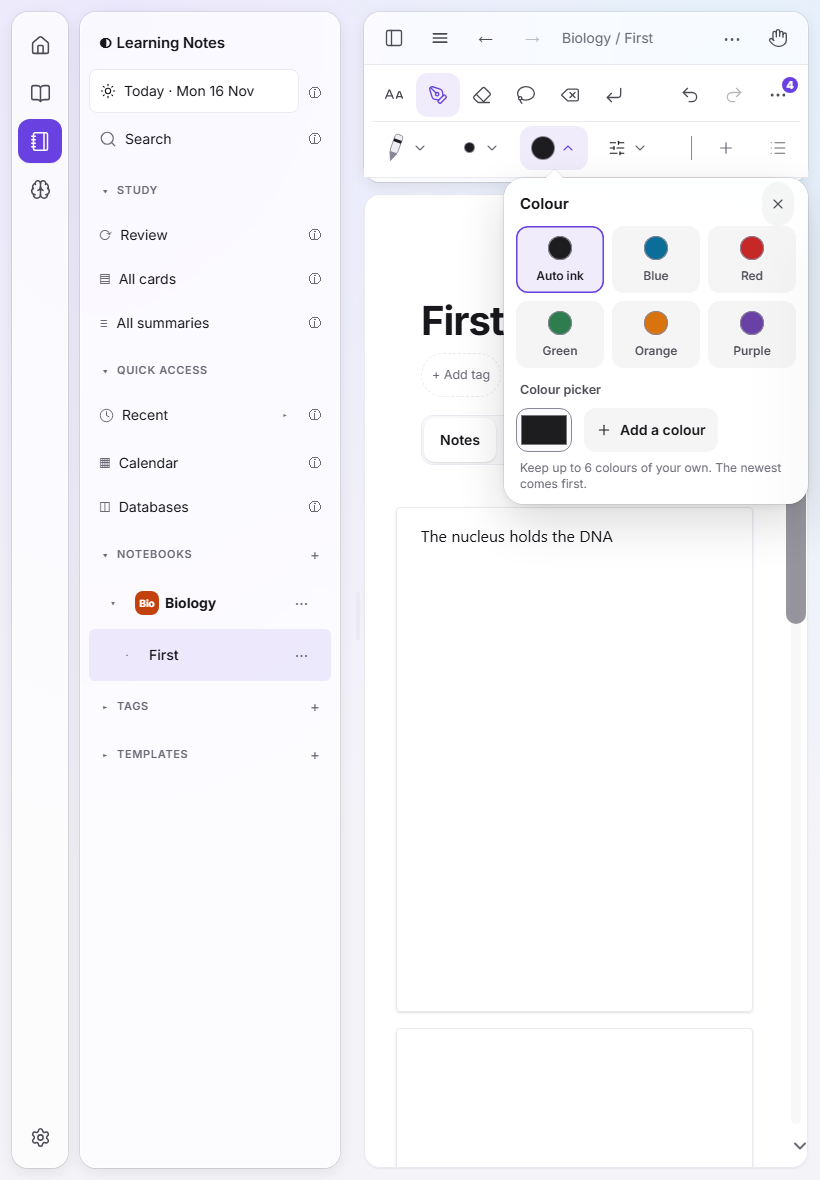 Learning Notes
Today · Mon 16 Nov
Search
STUDY
Review
All cards
All summaries
QUICK ACCESS
Recent
Calendar
Databases
NOTEBOOKS
Bio Biology
First
TAGS
TEMPLATES
Biology / First
AA
4
Colour
Auto ink
Blue
Red
Green
Orange
Purple
Colour picker
Add a colour
Keep up to 6 colours of your own. The newest
comes first.
First
+ Add tag
Notes
The nucleus holds the DNA